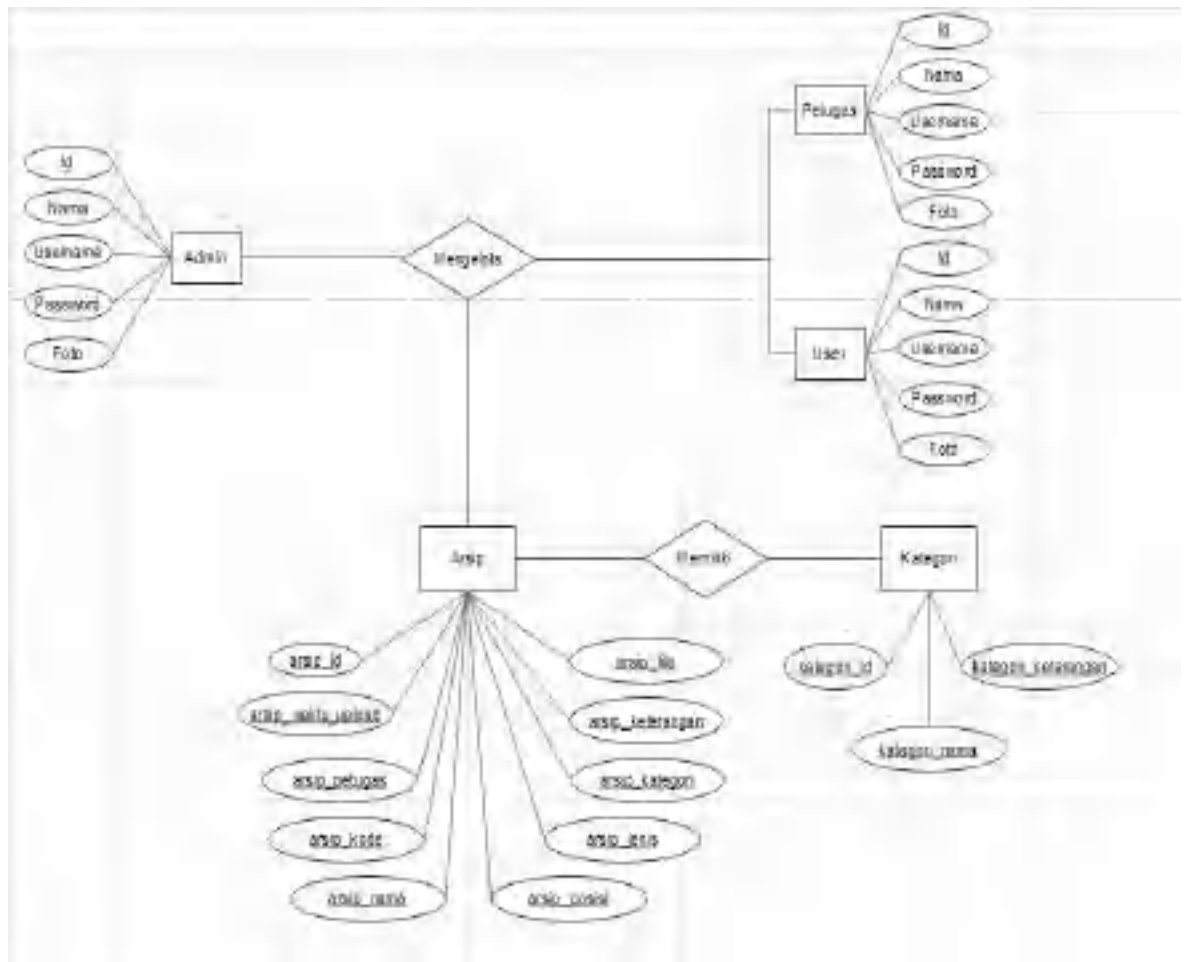 Id
Nama
Username
Password
Foto
Petugas
Id
Nama
Username
Password
Foto
Admin
Mengelola
Id
Nama
Username
Password
Foto
User
Arsip
Memiliki
Kategori
arsip_id
arsip_file
kategori_id
kategori_keterangan
arsip_waktu_upload
arsip_keterangan
kategori_nama
arsip_petugas
arsip_kategori
arsip_kode
arsip_jenis
arsip_nama